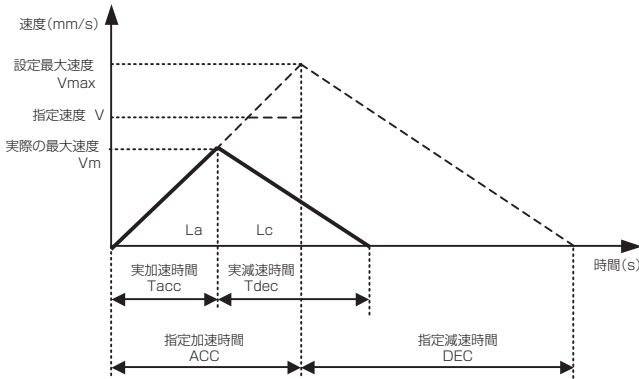 速度(mm/s)
設定最大速度
Vmax
指定速度 V
実際の最大速度
Vm
La
Lc
時間(s)
実加速時間
Tacc
実減速時間
Tdec
指定加速時間
ACC
指定減速時間
DEC